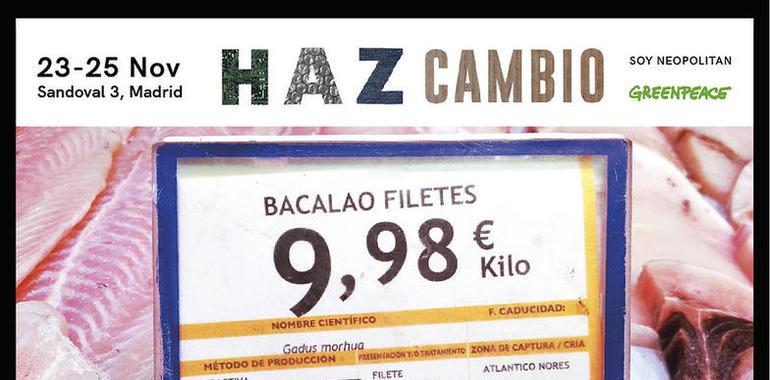 23-25 Nov
Sandoval 3, Madrid
HAZ CAMBIO
SOY NEOPOLITAN
GREENPEACE
BACALAO FILETES
9,98 €
Kilo
NOMBRE CIENTÍFICO
F. CADUCIDAD:
Gadus morhua
MÉTODO DE PRODUCCIÓN
PRESENTACIÓN Y/O TRATAMIENTO
ZONA DE CAPTURA / CRÍA
FILETE
ATLANTICO NORES